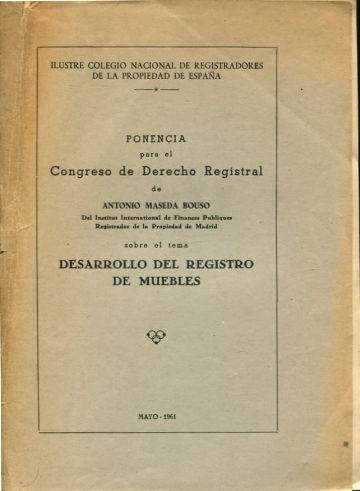 ILUSTRE COLEGIO NACIONAL DE REGISTRADORES
DE LA PROPIEDAD DE ESPAÑA
PONENCIA
para el
Congreso de Derecho Registral
de
ANTONIO MASEDA BOUSO
Del Institut International de Finances Publiques
Registrador de la Propiedad de Madrid
sobre el tema
DESARROLLO DEL REGISTRO
DE MUEBLES
MAYO-1961